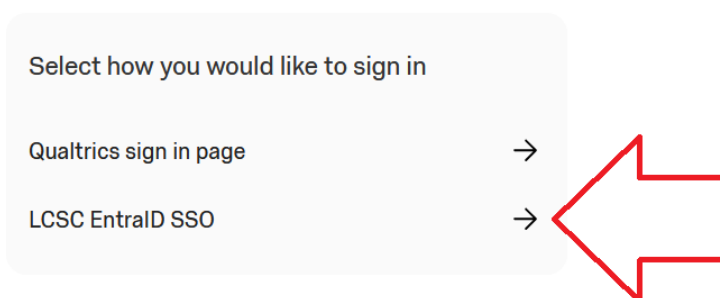 Select how you would like to sign in
Qualtrics sign in page
LCSC EntraID SSO